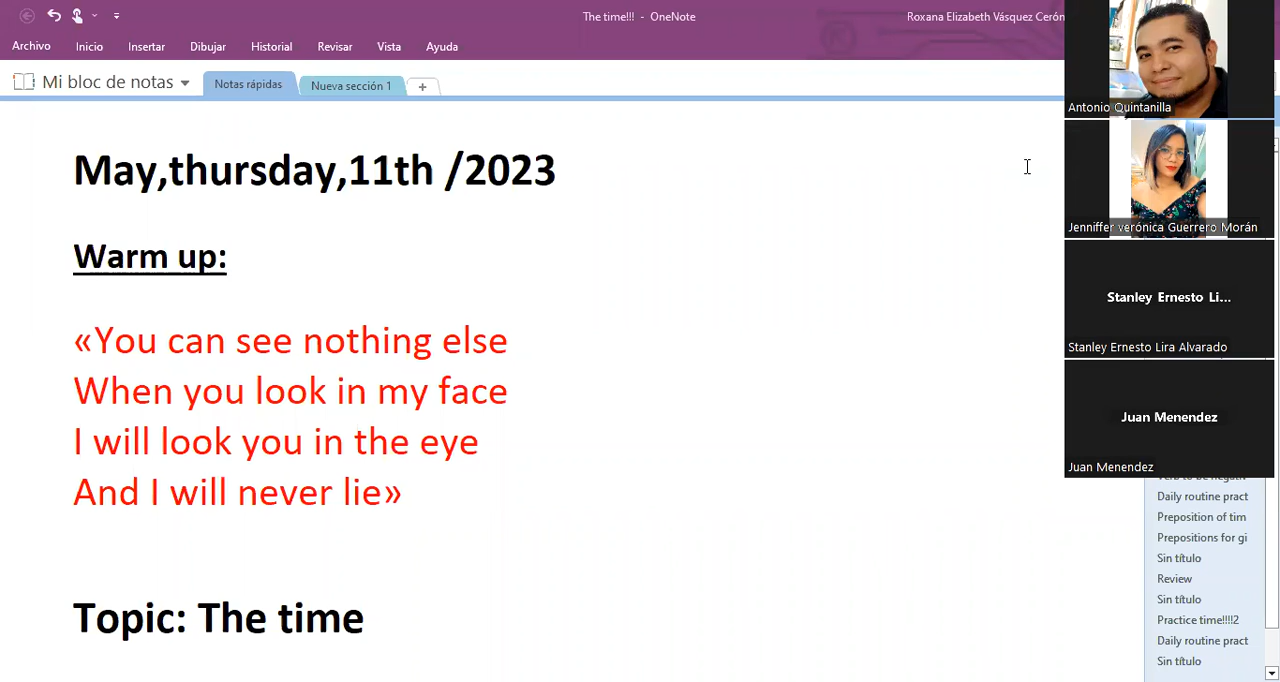 The time!!! - OneNote
Roxana Elizabeth Vásquez Cerón
Archivo Inicio Insertar Dibujar Historial Revisar Vista Ayuda
Mi bloc de notas Notas rápidas Nueva sección 1 +
May,thursday,11th /2023
Warm up:
«You can see nothing else
When you look in my face
I will look you in the eye
And I will never lie»
Topic: The time
Antonio Quintanilla
Jenniffer verónica Guerrero Morán
Stanley Ernesto Li...
Stanley Ernesto Lira Alvarado
Juan Menendez
Juan Menendez
Daily routine pract
Preposition of tim
Prepositions for gi
Sin título
Review
Sin título
Practice time!!!!2
Daily routine pract
Sin título